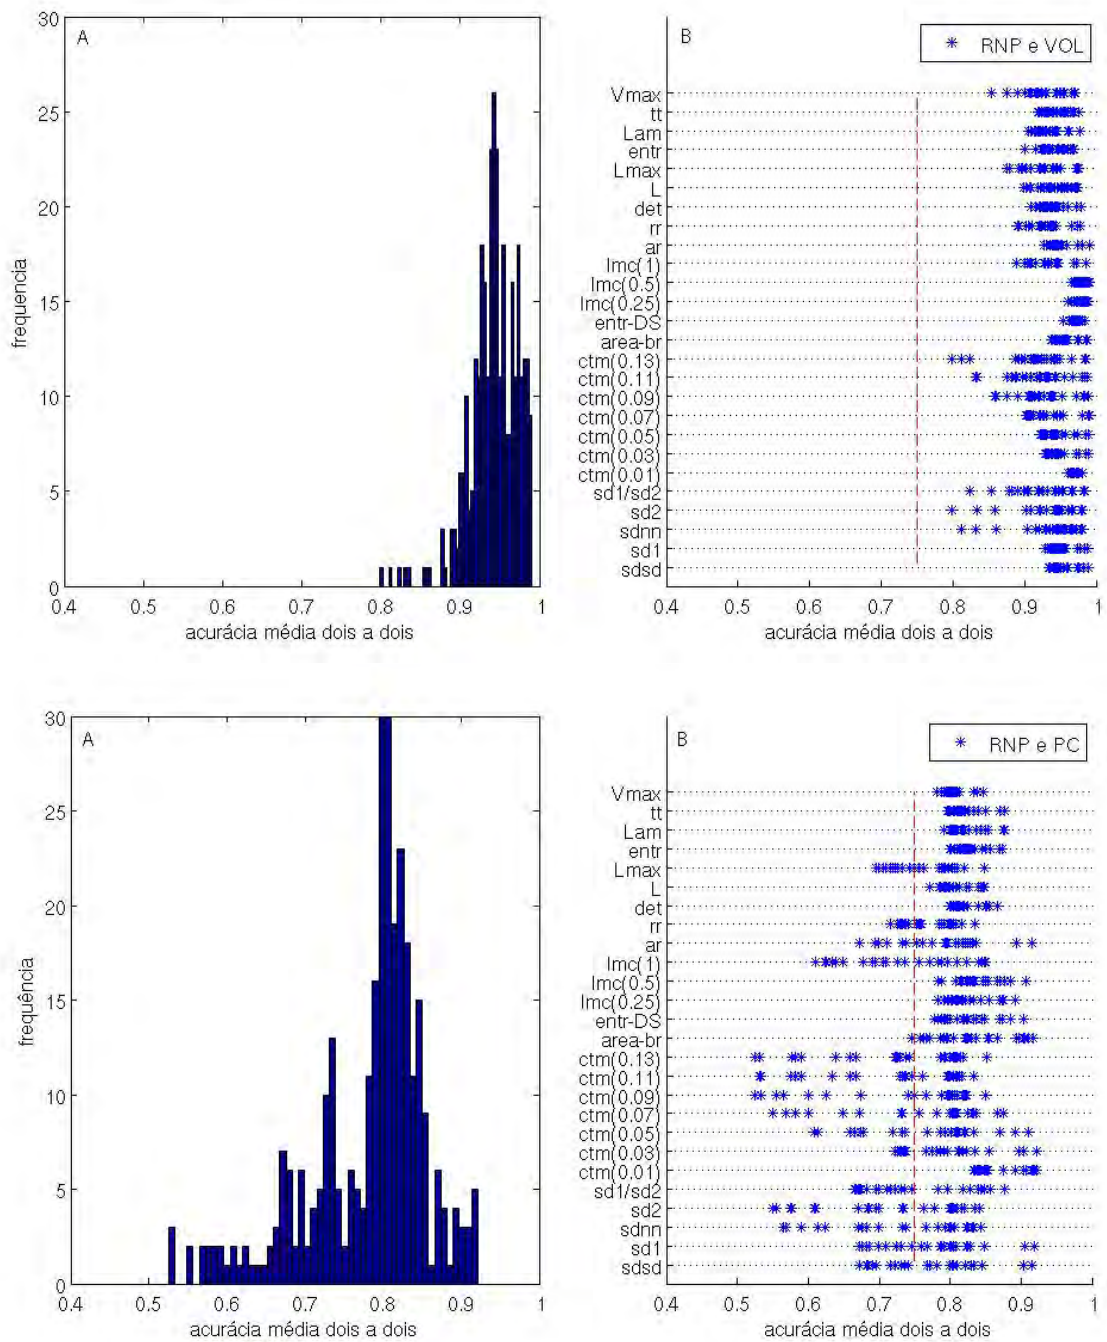 A
30
25
20
15
10
5
0
frequencia
0.4 0.5 0.6 0.7 0.8 0.9 1
acurácia média dois a dois
B
RNP e VOL
Vmax
tt
Lam
entr
Lmax
L
det
rr
ar
lmc(1)
lmc(0.5)
lmc(0.25)
entr-DS
area-br
ctm(0.13)
ctm(0.11)
ctm(0.09)
ctm(0.07)
ctm(0.05)
ctm(0.03)
ctm(0.01)
sd1/sd2
sd2
sdnn
sd1
sdsd
0.4 0.5 0.6 0.7 0.8 0.9 1
acurácia média dois a dois
A
30
25
20
15
10
5
0
frequência
0.4 0.5 0.6 0.7 0.8 0.9 1
acurácia média dois a dois
B
RNP e PC
Vmax
tt
Lam
entr
Lmax
L
det
rr
ar
lmc(1)
lmc(0.5)
lmc(0.25)
entr-DS
area-br
ctm(0.13)
ctm(0.11)
ctm(0.09)
ctm(0.07)
ctm(0.05)
ctm(0.03)
ctm(0.01)
sd1/sd2
sd2
sdnn
sd1
sdsd
0.4 0.5 0.6 0.7 0.8 0.9 1
acurácia média dois a dois